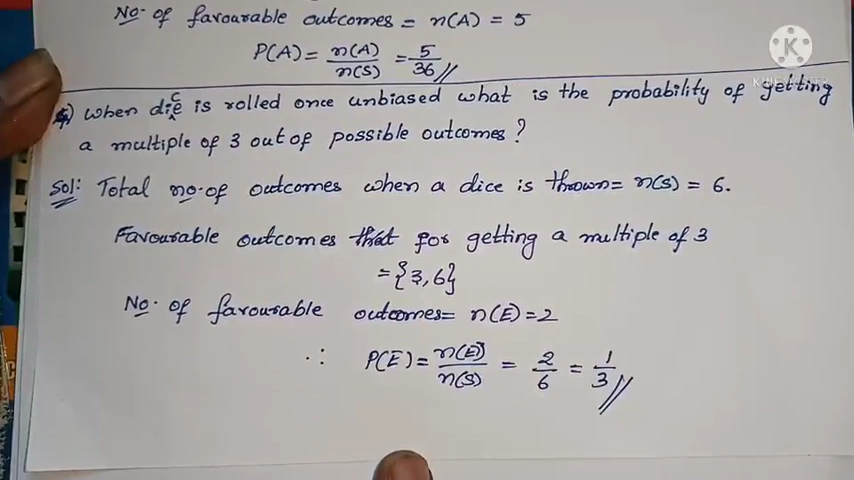 No. of favourable outcomes = n(A) = 5
P(A) = n(A)/n(S) = 5/36 //
K
KINEMASTER
Q) when dice is rolled once unbiased what is the probability of getting
a multiple of 3 out of possible outcomes?
Sol: Total no. of outcomes when a dice is thrown = n(S) = 6.
Favourable outcomes that for getting a multiple of 3
= {3, 6}
No. of favourable outcomes = n(E) = 2
∴ P(E) = n(E)/n(S) = 2/6 = 1/3 //